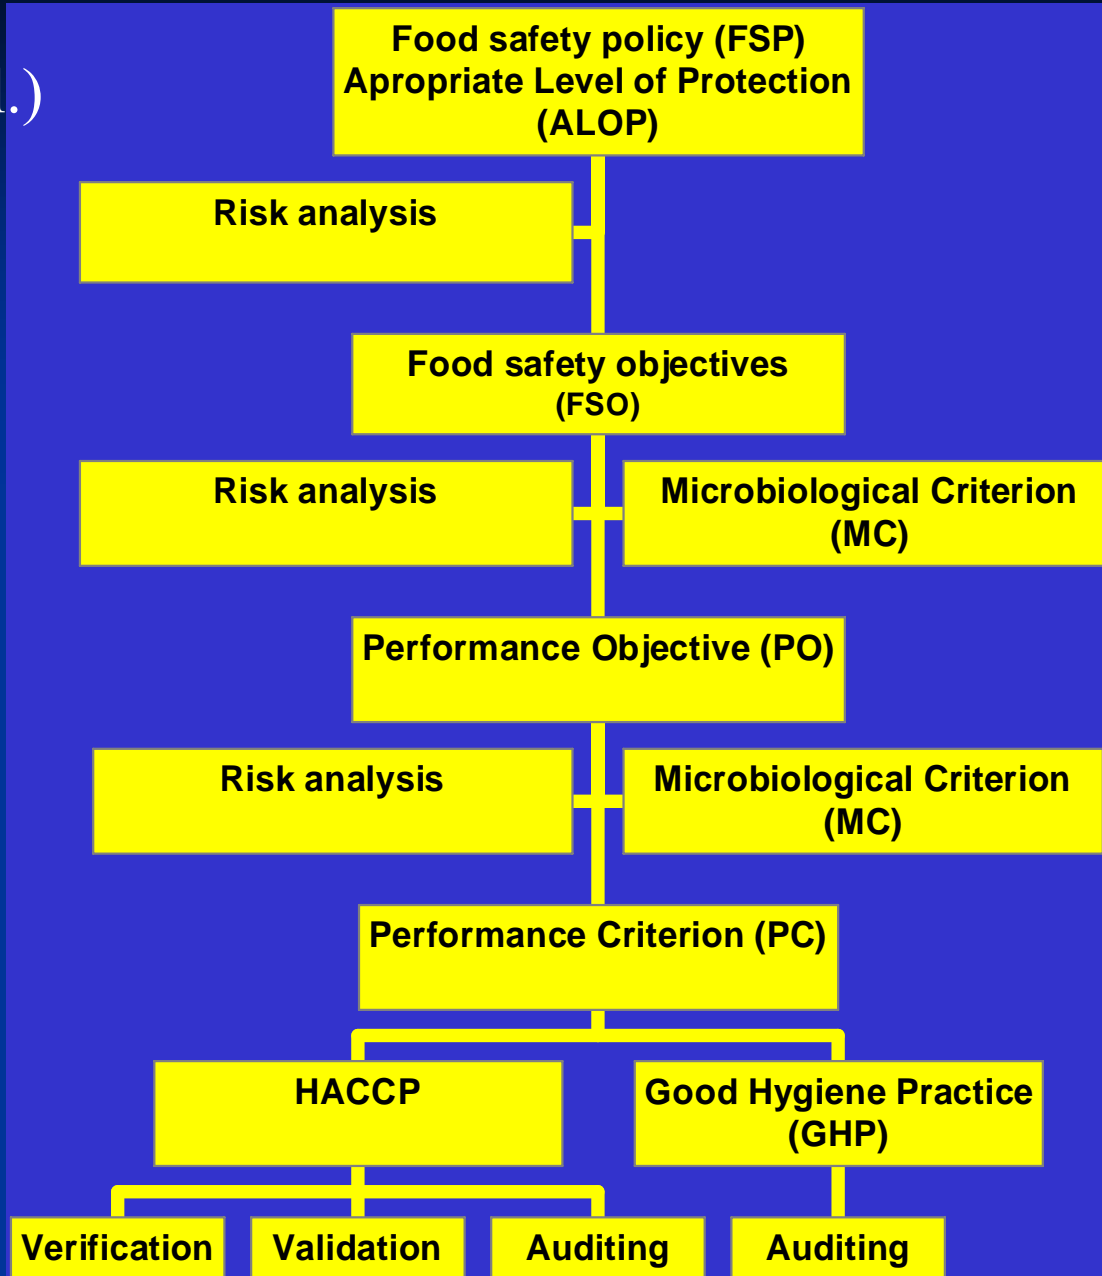 Food safety policy (FSP)
Apropriate Level of Protection
(ALOP)
.)
Risk analysis
Food safety objectives
(FSO)
Risk analysis
Microbiological Criterion
(MC)
Performance Objective (PO)
Risk analysis
Microbiological Criterion
(MC)
Performance Criterion (PC)
HACCP
Good Hygiene Practice
(GHP)
Verification
Validation
Auditing
Auditing